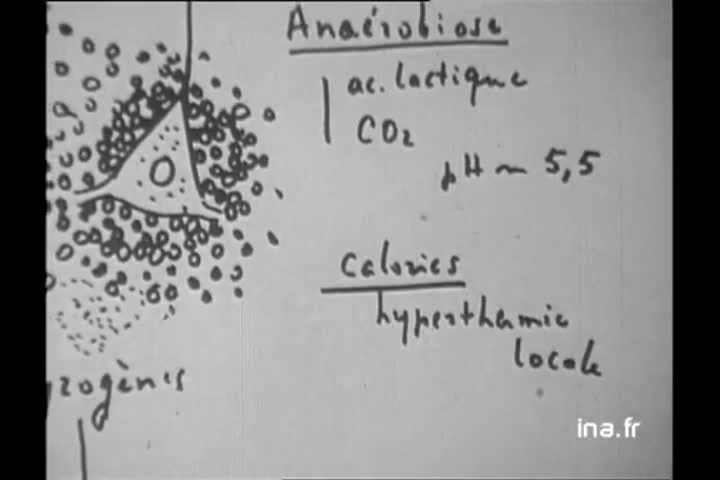 Anaérobiose
ac. lactique
CO2
pH ~ 5,5
Calories
hyperthermie
locale
zogènes
ina.fr